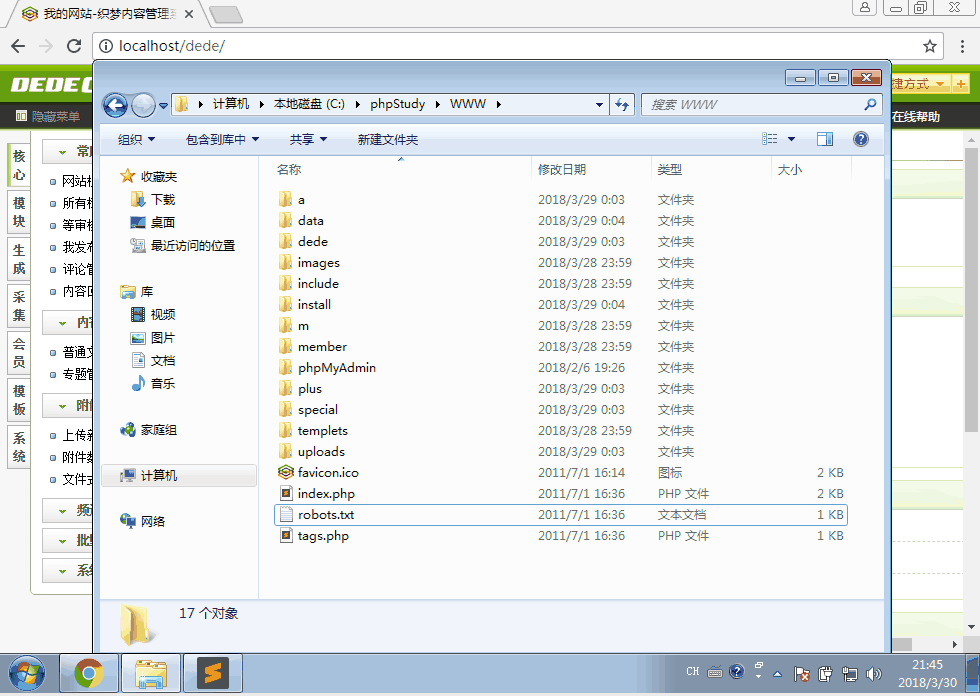 我的网站-织梦内容管理
localhost/dede/
DEDE
隐藏菜单
捷方式
在线帮助
核心
模块
生成
采集
会员
模板
系统
网站
所有
等审
我发
评论
内容
普通
专题
上传
附件
文件
计算机 本地磁盘 (C:) phpStudy WWW
搜索 WWW
组织 包含到库中 共享 新建文件夹
收藏夹
下载
桌面
最近访问的位置
库
视频
图片
文档
音乐
家庭组
计算机
网络
名称 修改日期 类型 大小
a 2018/3/29 0:03 文件夹
data 2018/3/29 0:04 文件夹
dede 2018/3/29 0:03 文件夹
images 2018/3/28 23:59 文件夹
include 2018/3/28 23:59 文件夹
install 2018/3/29 0:04 文件夹
m 2018/3/28 23:59 文件夹
member 2018/3/28 23:59 文件夹
phpMyAdmin 2018/2/6 19:26 文件夹
plus 2018/3/29 0:03 文件夹
special 2018/3/29 0:03 文件夹
templets 2018/3/28 23:59 文件夹
uploads 2018/3/29 0:03 文件夹
favicon.ico 2011/7/1 16:14 图标 2 KB
index.php 2011/7/1 16:36 PHP 文件 2 KB
robots.txt 2011/7/1 16:36 文本文档 1 KB
tags.php 2011/7/1 16:36 PHP 文件 1 KB
17 个对象
CH
21:45
2018/3/30